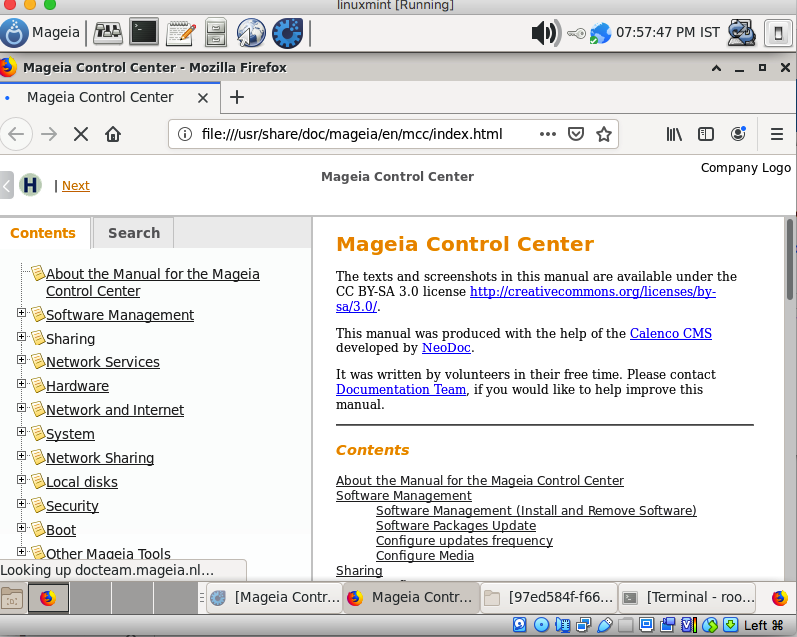 linuxmint [Running]
Mageia
07:57:47 PM IST
Mageia Control Center - Mozilla Firefox
Mageia Control Center
file:///usr/share/doc/mageia/en/mcc/index.html
Company Logo
Mageia Control Center
H | Next
Contents
Search
About the Manual for the Mageia
Control Center
Software Management
Sharing
Network Services
Hardware
Network and Internet
System
Network Sharing
Local disks
Security
Boot
Other Mageia Tools
Looking up docteam.mageia.nl...
Mageia Control Center
The texts and screenshots in this manual are available under the
CC BY-SA 3.0 license http://creativecommons.org/licenses/by-
sa/3.0/.
This manual was produced with the help of the Calenco CMS
developed by NeoDoc.
It was written by volunteers in their free time. Please contact
Documentation Team, if you would like to help improve this
manual.
Contents
About the Manual for the Mageia Control Center
Software Management
Software Management (Install and Remove Software)
Software Packages Update
Configure updates frequency
Configure Media
Sharing
[Mageia Contr...
Mageia Contr...
[97ed584f-f66...
[Terminal - roo...
Left ⌘